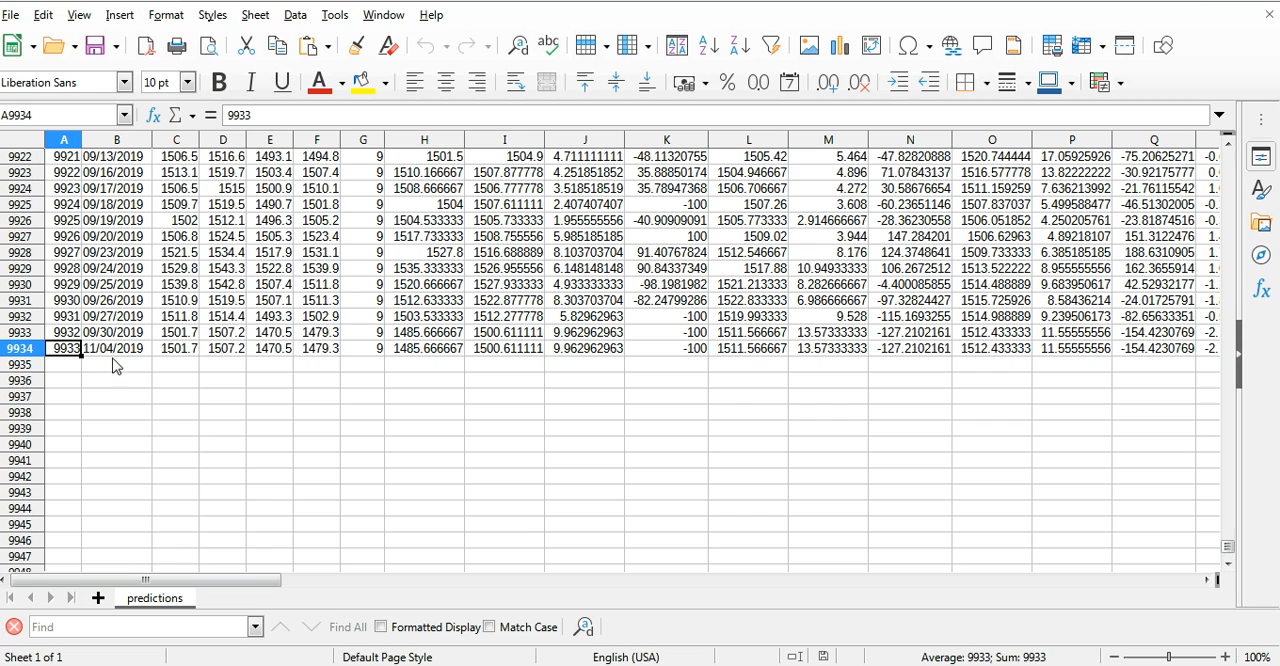 File Edit View Insert Format Styles Sheet Data Tools Window Help
Liberation Sans 10 pt B I U A % 0.0 7 .00 .00
A9934 fx Σ = 9933
A B C D E F G H I J K L M N O P Q
9922 9921 09/13/2019 1506.5 1516.6 1493.1 1494.8 9 1501.5 1504.9 4.711111111 -48.11320755 1505.42 5.464 -47.82820888 1520.744444 17.05925926 -75.20625271 -0.
9923 9922 09/16/2019 1513.1 1519.7 1503.4 1507.4 9 1510.166667 1507.877778 4.251851852 35.88850174 1504.946667 4.896 71.07843137 1516.577778 13.82222222 -30.92175777 0.
9924 9923 09/17/2019 1506.5 1515 1500.9 1510.1 9 1508.666667 1506.777778 3.518518519 35.78947368 1506.706667 4.272 30.58676654 1511.159259 7.636213992 -21.76115542 1.
9925 9924 09/18/2019 1509.7 1519.5 1490.7 1501.8 9 1504 1507.611111 2.407407407 -100 1507.26 3.608 -60.23651146 1507.837037 5.499588477 -46.51302005 -0.
9926 9925 09/19/2019 1502 1512.1 1496.3 1505.2 9 1504.533333 1505.733333 1.955555556 -40.90909091 1505.773333 2.914666667 -28.36230558 1506.051852 4.250205761 -23.81874516 -0.
9927 9926 09/20/2019 1506.8 1524.5 1505.3 1523.4 9 1517.733333 1508.755556 5.985185185 100 1509.02 3.944 147.284201 1506.62963 4.89218107 151.3122476 1.
9928 9927 09/23/2019 1521.5 1534.4 1517.9 1531.1 9 1527.8 1516.688889 8.103703704 91.40767824 1512.546667 8.176 124.3748641 1509.733333 6.385185185 188.6310905 1.
9929 9928 09/24/2019 1529.8 1543.3 1522.8 1539.9 9 1535.333333 1526.955556 6.148148148 90.84337349 1517.88 10.94933333 106.2672512 1513.522222 8.955555556 162.3655914 1.
9930 9929 09/25/2019 1539.8 1542.8 1507.4 1511.8 9 1520.666667 1527.933333 4.933333333 -98.1981982 1521.213333 8.282666667 -4.400085855 1514.488889 9.683950617 42.52932177 -1.
9931 9930 09/26/2019 1510.9 1519.5 1507.1 1511.3 9 1512.633333 1522.877778 8.103703704 -82.24799286 1522.833333 6.986666667 -97.32842447 1515.725926 8.58436214 -24.01725791 -1.
9932 9931 09/27/2019 1511.8 1514.4 1493.3 1502.9 9 1503.533333 1512.277778 5.82962963 -100 1519.993333 9.528 -115.1693255 1514.988889 9.239506173 -82.65633351 -0.
9933 9932 09/30/2019 1501.7 1507.2 1470.5 1479.3 9 1485.666667 1500.611111 9.962962963 -100 1511.566667 13.57333333 -127.2102161 1512.433333 11.55555556 -154.4230769 -2.
9934 9933 11/04/2019 1501.7 1507.2 1470.5 1479.3 9 1485.666667 1500.611111 9.962962963 -100 1511.566667 13.57333333 -127.2102161 1512.433333 11.55555556 -154.4230769 -2.
9935
9936
9937
9938
9939
9940
9941
9942
9943
9944
9945
9946
9947
predictions
Find Find All Formatted Display Match Case
Sheet 1 of 1 Default Page Style English (USA) Average: 9933; Sum: 9933 100%